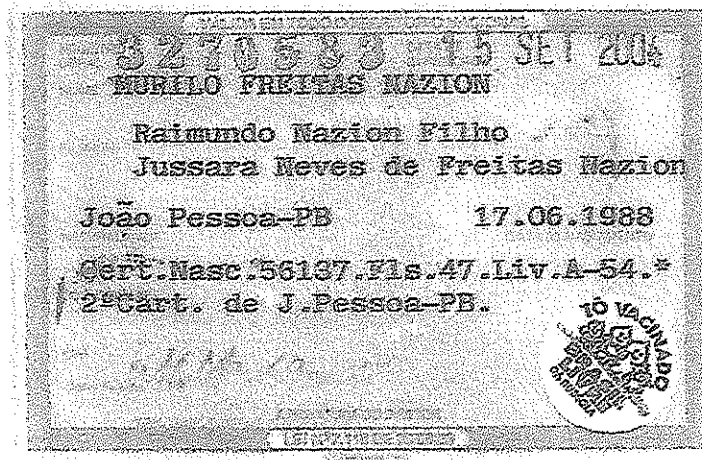 3270583 15 SET 2004
MURILO FREITAS NAZION
Raimundo Nazion Filho
Jussara Neves de Freitas Nazion
João Pessoa-PB 17.06.1988
Cert.Nasc.56137.Fls.47.Liv.A-54.*
2ºCart. de J.Pessoa-PB.
TÔ VACINADO